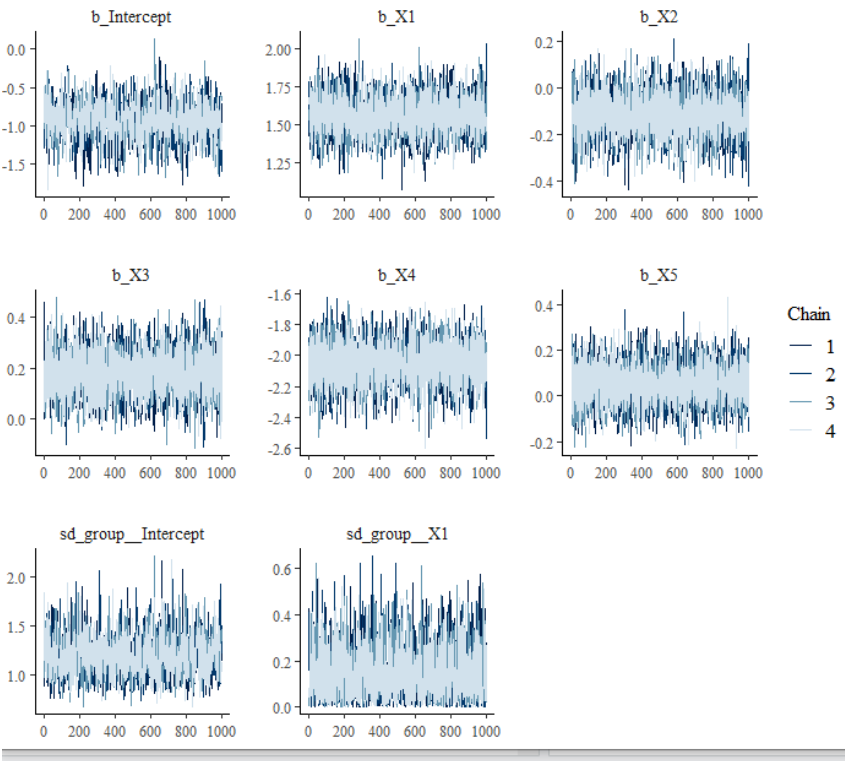 b_Intercept b_X1 b_X2
0.0 -0.5 -1.0 -1.5
2.00 1.75 1.50 1.25
0.2 0.0 -0.2 -0.4
0 200 400 600 800 1000 0 200 400 600 800 1000 0 200 400 600 800 1000
b_X3 b_X4 b_X5
0.4 0.2 0.0
-1.6 -1.8 -2.0 -2.2 -2.4 -2.6
0.4 0.2 0.0 -0.2
0 200 400 600 800 1000 0 200 400 600 800 1000 0 200 400 600 800 1000
Chain
1
2
3
4
sd_group__Intercept sd_group__X1
2.0 1.5 1.0
0.6 0.4 0.2 0.0
0 200 400 600 800 1000 0 200 400 600 800 1000